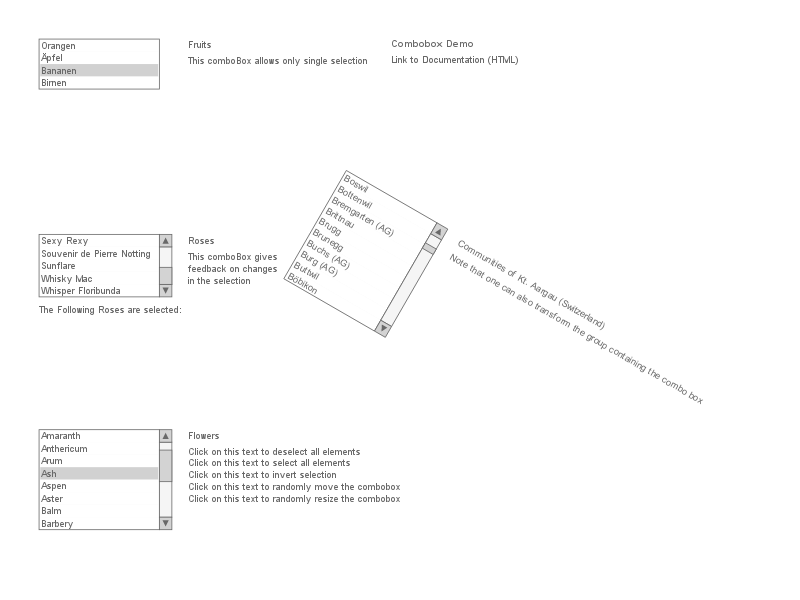 Orangen
Äpfel
Bananen
Birnen
Fruits
This comboBox allows only single selection
Combobox Demo
Link to Documentation (HTML)
Boswil
Bottenwil
Bremgarten (AG)
Brittnau
Brugg
Brunegg
Buchs (AG)
Burg (AG)
Buttwil
Böbikon
Communities of Kt. Aargau (Switzerland)
Note that one can also transform the group containing the combo box
Sexy Rexy
Souvenir de Pierre Notting
Sunflare
Whisky Mac
Whisper Floribunda
Roses
This comboBox gives
feedback on changes
in the selection
The Following Roses are selected:
Amaranth
Anthericum
Arum
Ash
Aspen
Aster
Balm
Barbery
Flowers
Click on this text to deselect all elements
Click on this text to select all elements
Click on this text to invert selection
Click on this text to randomly move the combobox
Click on this text to randomly resize the combobox